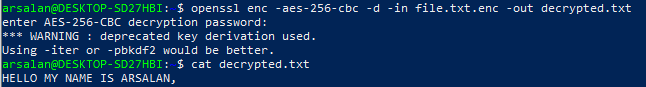 arsalan@DESKTOP-SD27HBI:~$ openssl enc -aes-256-cbc -d -in file.txt.enc -out decrypted.txt
enter AES-256-CBC decryption password:
*** WARNING : deprecated key derivation used.
Using -iter or -pbkdf2 would be better.
arsalan@DESKTOP-SD27HBI:~$ cat decrypted.txt
HELLO MY NAME IS ARSALAN,